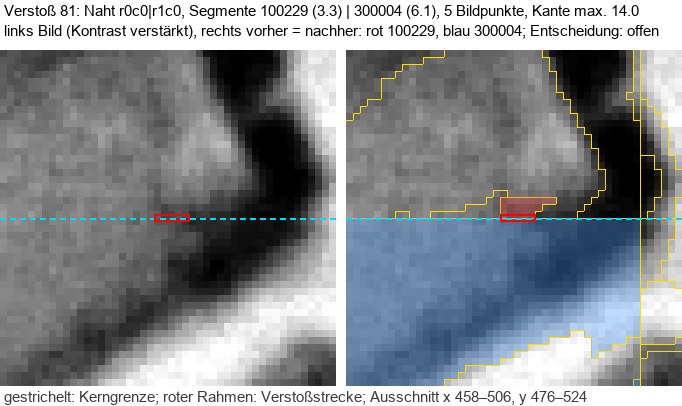 Verstoß 81: Naht r0c0|r1c0, Segmente 100229 (3.3) | 300004 (6.1), 5 Bildpunkte, Kante max. 14.0
links Bild (Kontrast verstärkt), rechts vorher = nachher: rot 100229, blau 300004; Entscheidung: offen
gestrichelt: Kerngrenze; roter Rahmen: Verstoßstrecke; Ausschnitt x 458–506, y 476–524